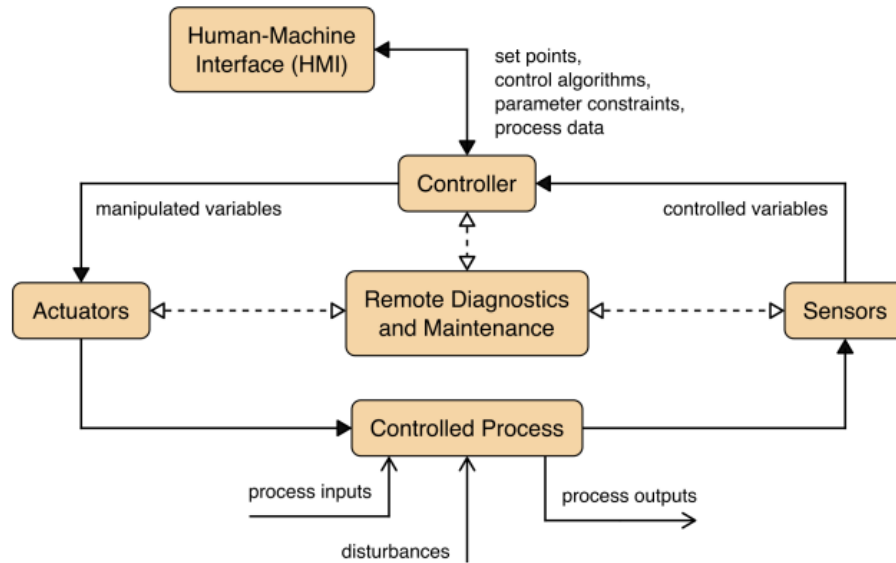 Human-Machine
Interface (HMI)
set points,
control algorithms,
parameter constraints,
process data
Controller
manipulated variables
controlled variables
Actuators
Remote Diagnostics
and Maintenance
Sensors
Controlled Process
process inputs
process outputs
disturbances